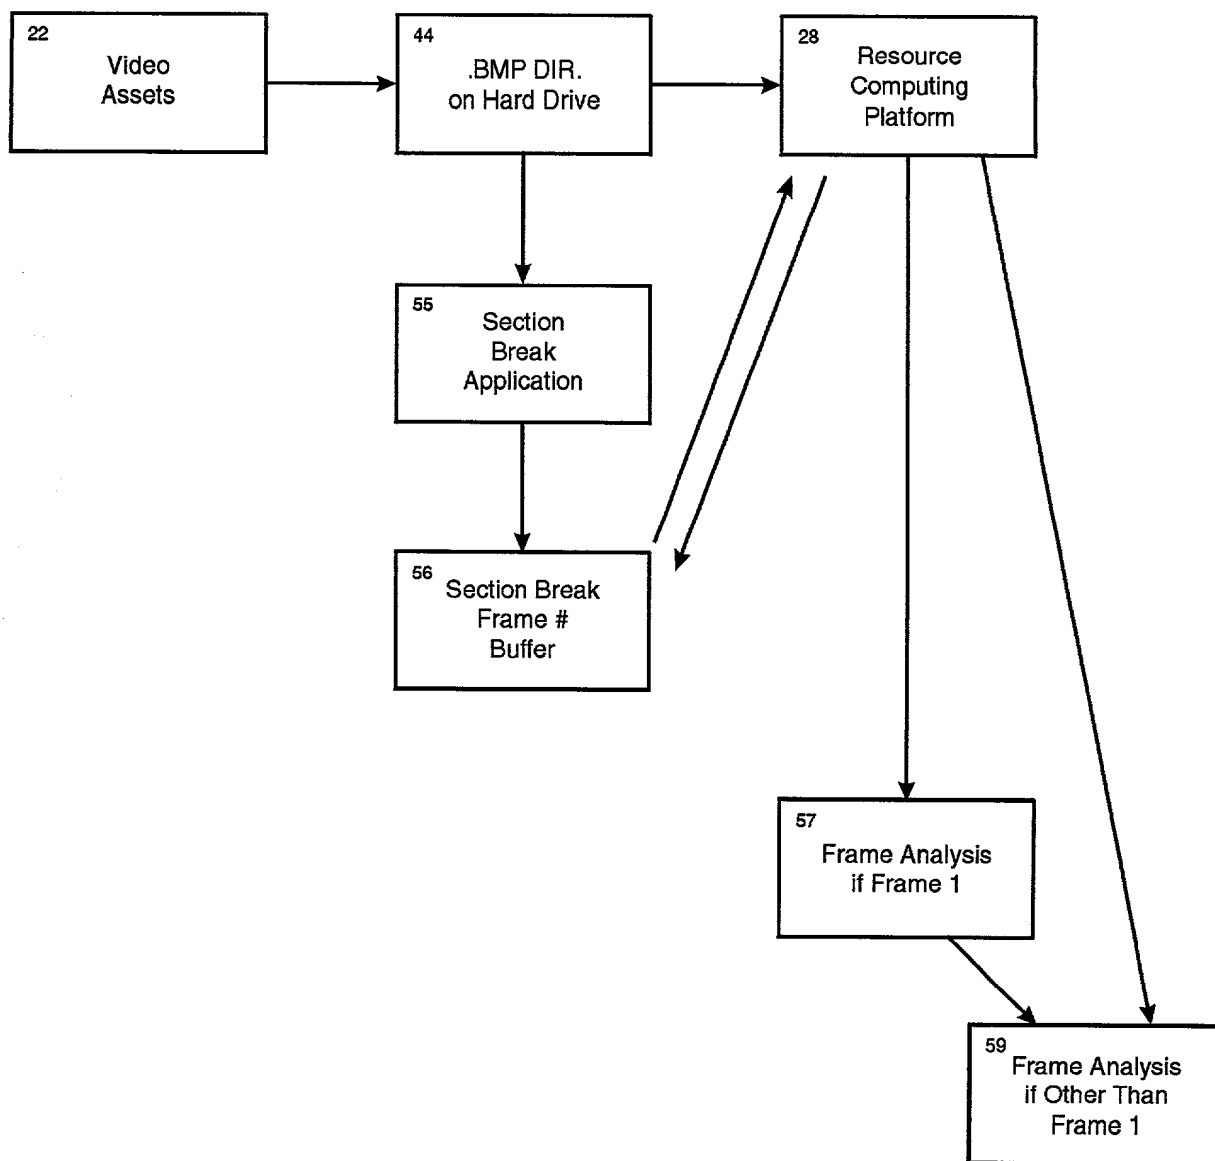 22
Video
Assets
44
.BMP DIR.
on Hard Drive
28
Resource
Computing
Platform
55
Section
Break
Application
56
Section Break
Frame #
Buffer
57
Frame Analysis
if Frame 1
59
Frame Analysis
if Other Than
Frame 1